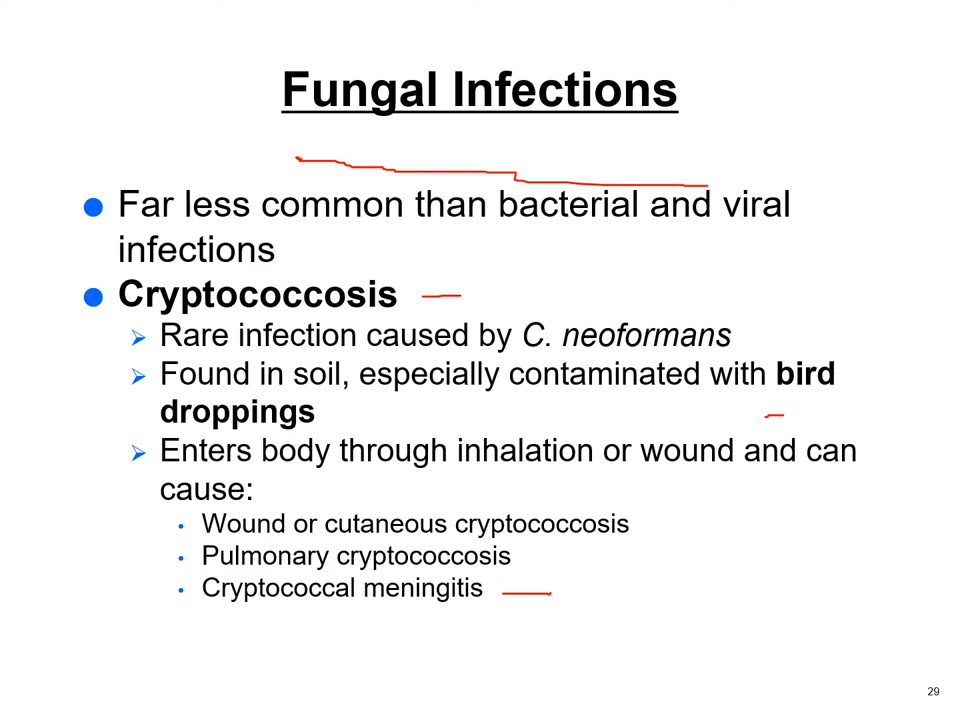 Fungal Infections
Far less common than bacterial and viral
infections
Cryptococcosis
Rare infection caused by C. neoformans
Found in soil, especially contaminated with bird
droppings
Enters body through inhalation or wound and can
cause:
Wound or cutaneous cryptococcosis
Pulmonary cryptococcosis
Cryptococcal meningitis
29